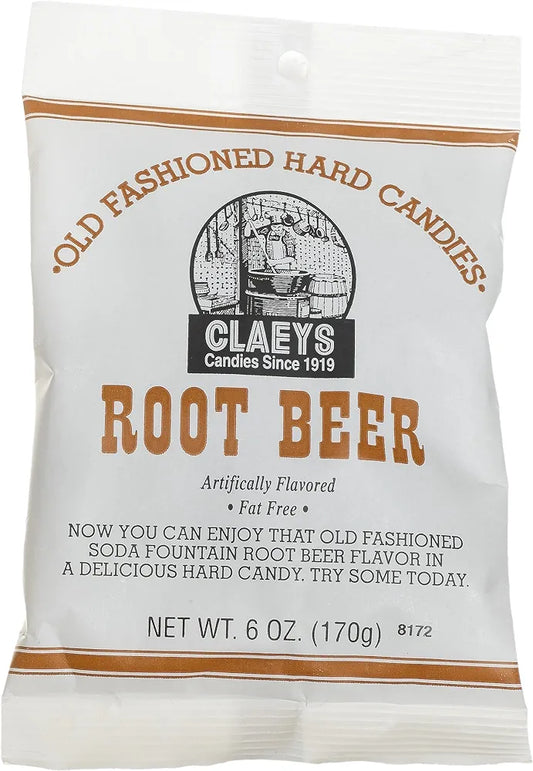 •OLD FASHIONED HARD CANDIES•
CLAEYS
Candies Since 1919
ROOT BEER
Artifically Flavored
• Fat Free •
NOW YOU CAN ENJOY THAT OLD FASHIONED
SODA FOUNTAIN ROOT BEER FLAVOR IN
A DELICIOUS HARD CANDY. TRY SOME TODAY.
NET WT. 6 OZ. (170g) 8172